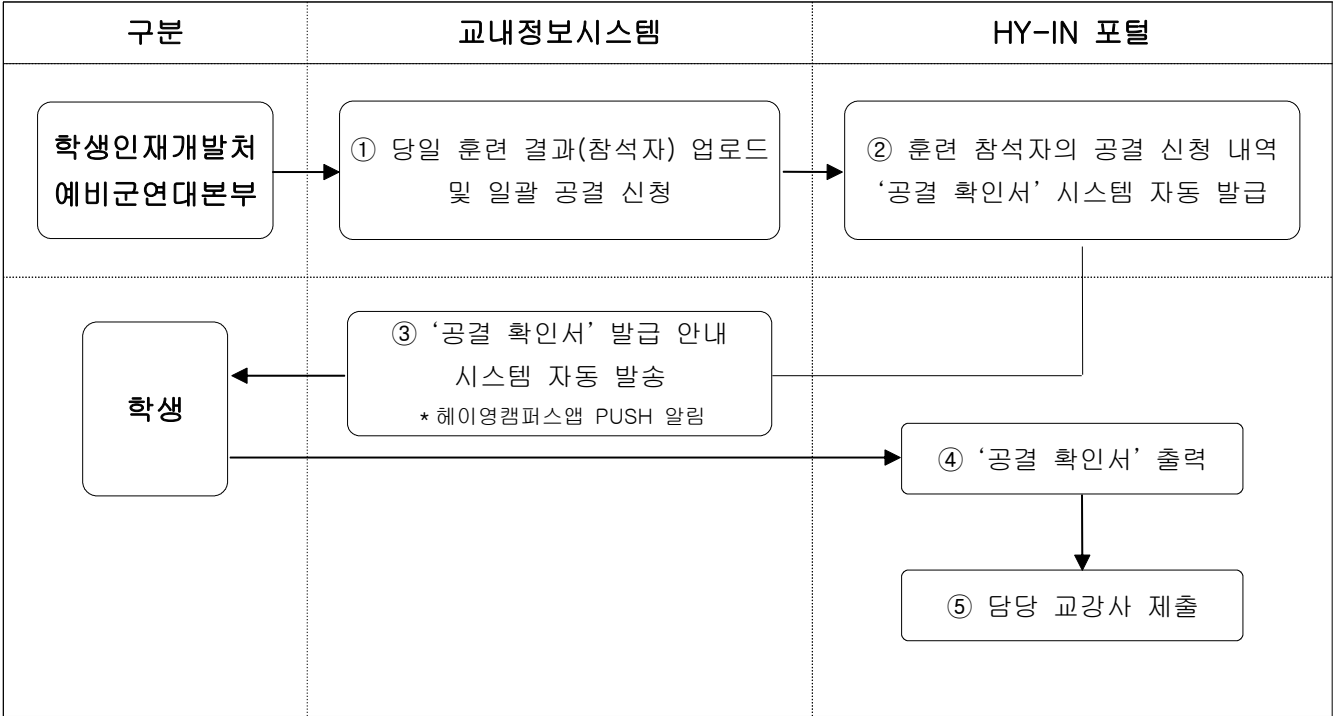 구분
교내정보시스템
HY-IN 포털
학생인재개발처
예비군연대본부
① 당일 훈련 결과(참석자) 업로드
및 일괄 공결 신청
② 훈련 참석자의 공결 신청 내역
‘공결 확인서’ 시스템 자동 발급
학생
③ ‘공결 확인서’ 발급 안내
시스템 자동 발송
* 헤이영캠퍼스앱 PUSH 알림
④ ‘공결 확인서’ 출력
⑤ 담당 교강사 제출